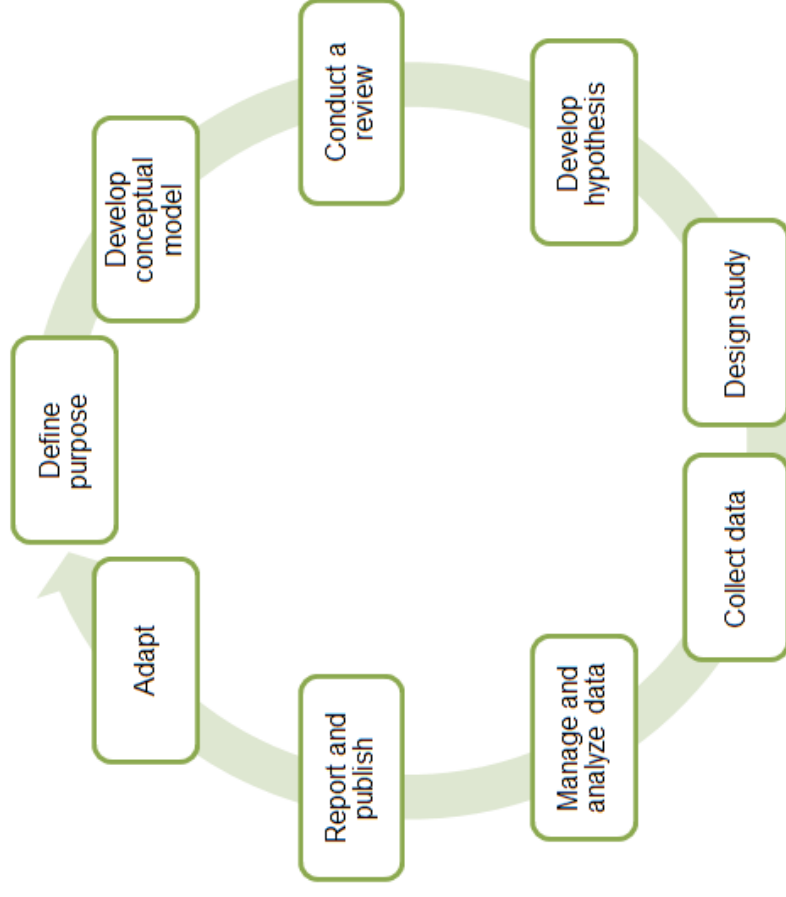 Define
purpose
Develop
conceptual
model
Conduct a
review
Develop
hypothesis
Design study
Collect data
Manage and
analyze data
Report and
publish
Adapt